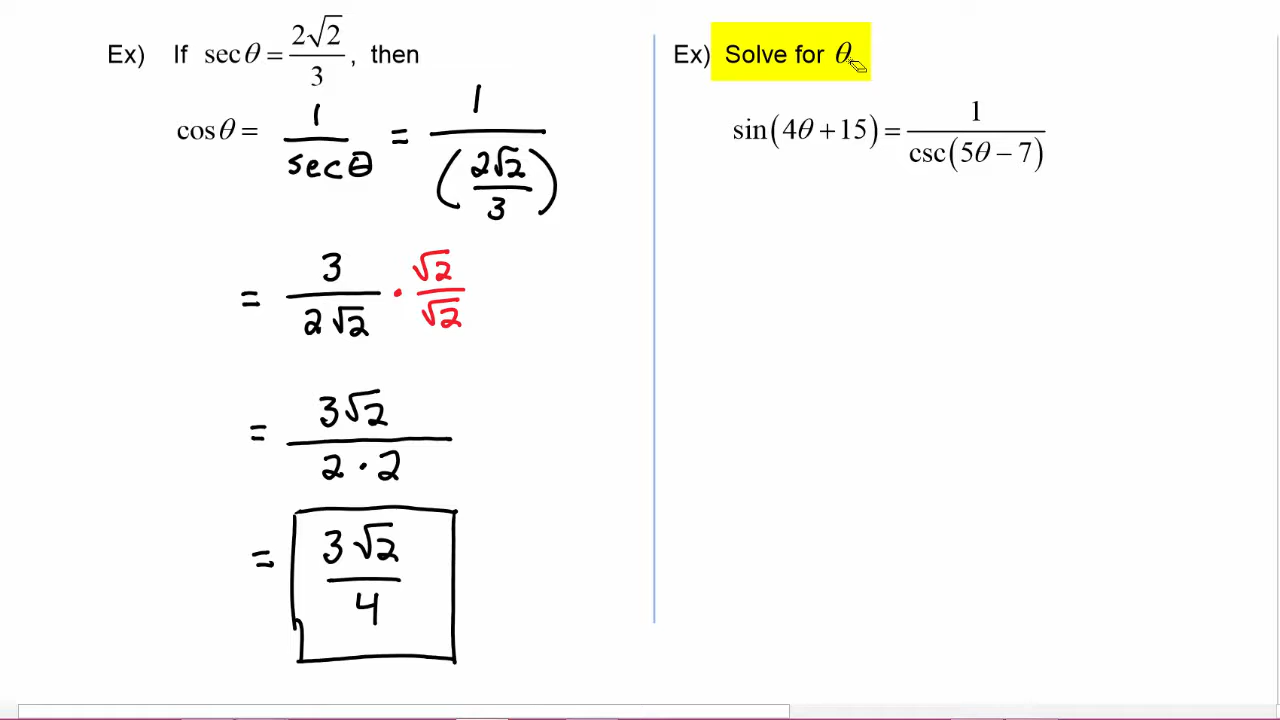 Ex) If sec θ = 2√2/3, then
cos θ = 1/sec θ = 1/(2√2/3)
= 3/2√2 · √2/√2
= 3√2/2·2
= 3√2/4
Ex) Solve for θ
sin(4θ + 15) = 1/csc(5θ − 7)